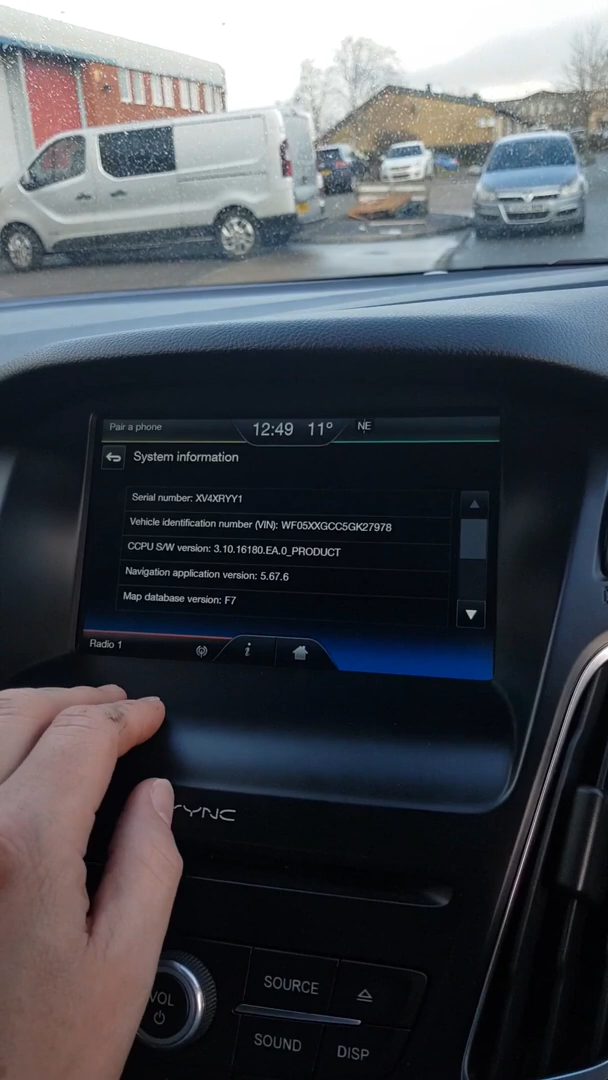 Pair a phone
12:49 11° NE
System information
Serial number: XV4XRYY1
Vehicle identification number (VIN): WF05XXGCC5GK27978
CCPU S/W version: 3.10.16180.EA.0_PRODUCT
Navigation application version: 5.67.6
Map database version: F7
Radio 1
i
SYNC
VOL
SOURCE
SOUND
DISP